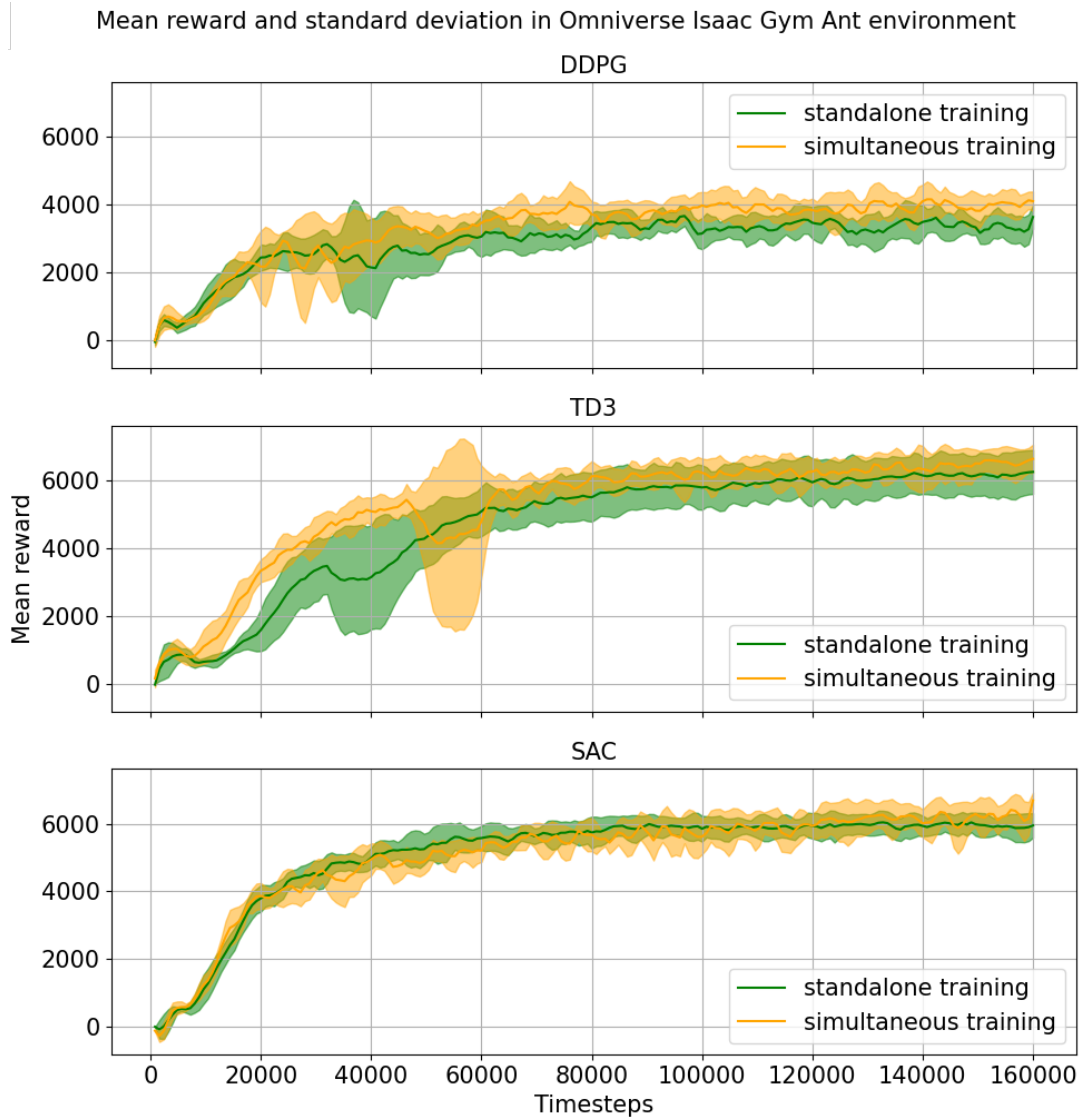 Mean reward and standard deviation in Omniverse Isaac Gym Ant environment
DDPG
6000
4000
2000
0
standalone training
simultaneous training
TD3
6000
4000
2000
0
Mean reward
standalone training
simultaneous training
SAC
6000
4000
2000
0
standalone training
simultaneous training
0 20000 40000 60000 80000 100000 120000 140000 160000
Timesteps